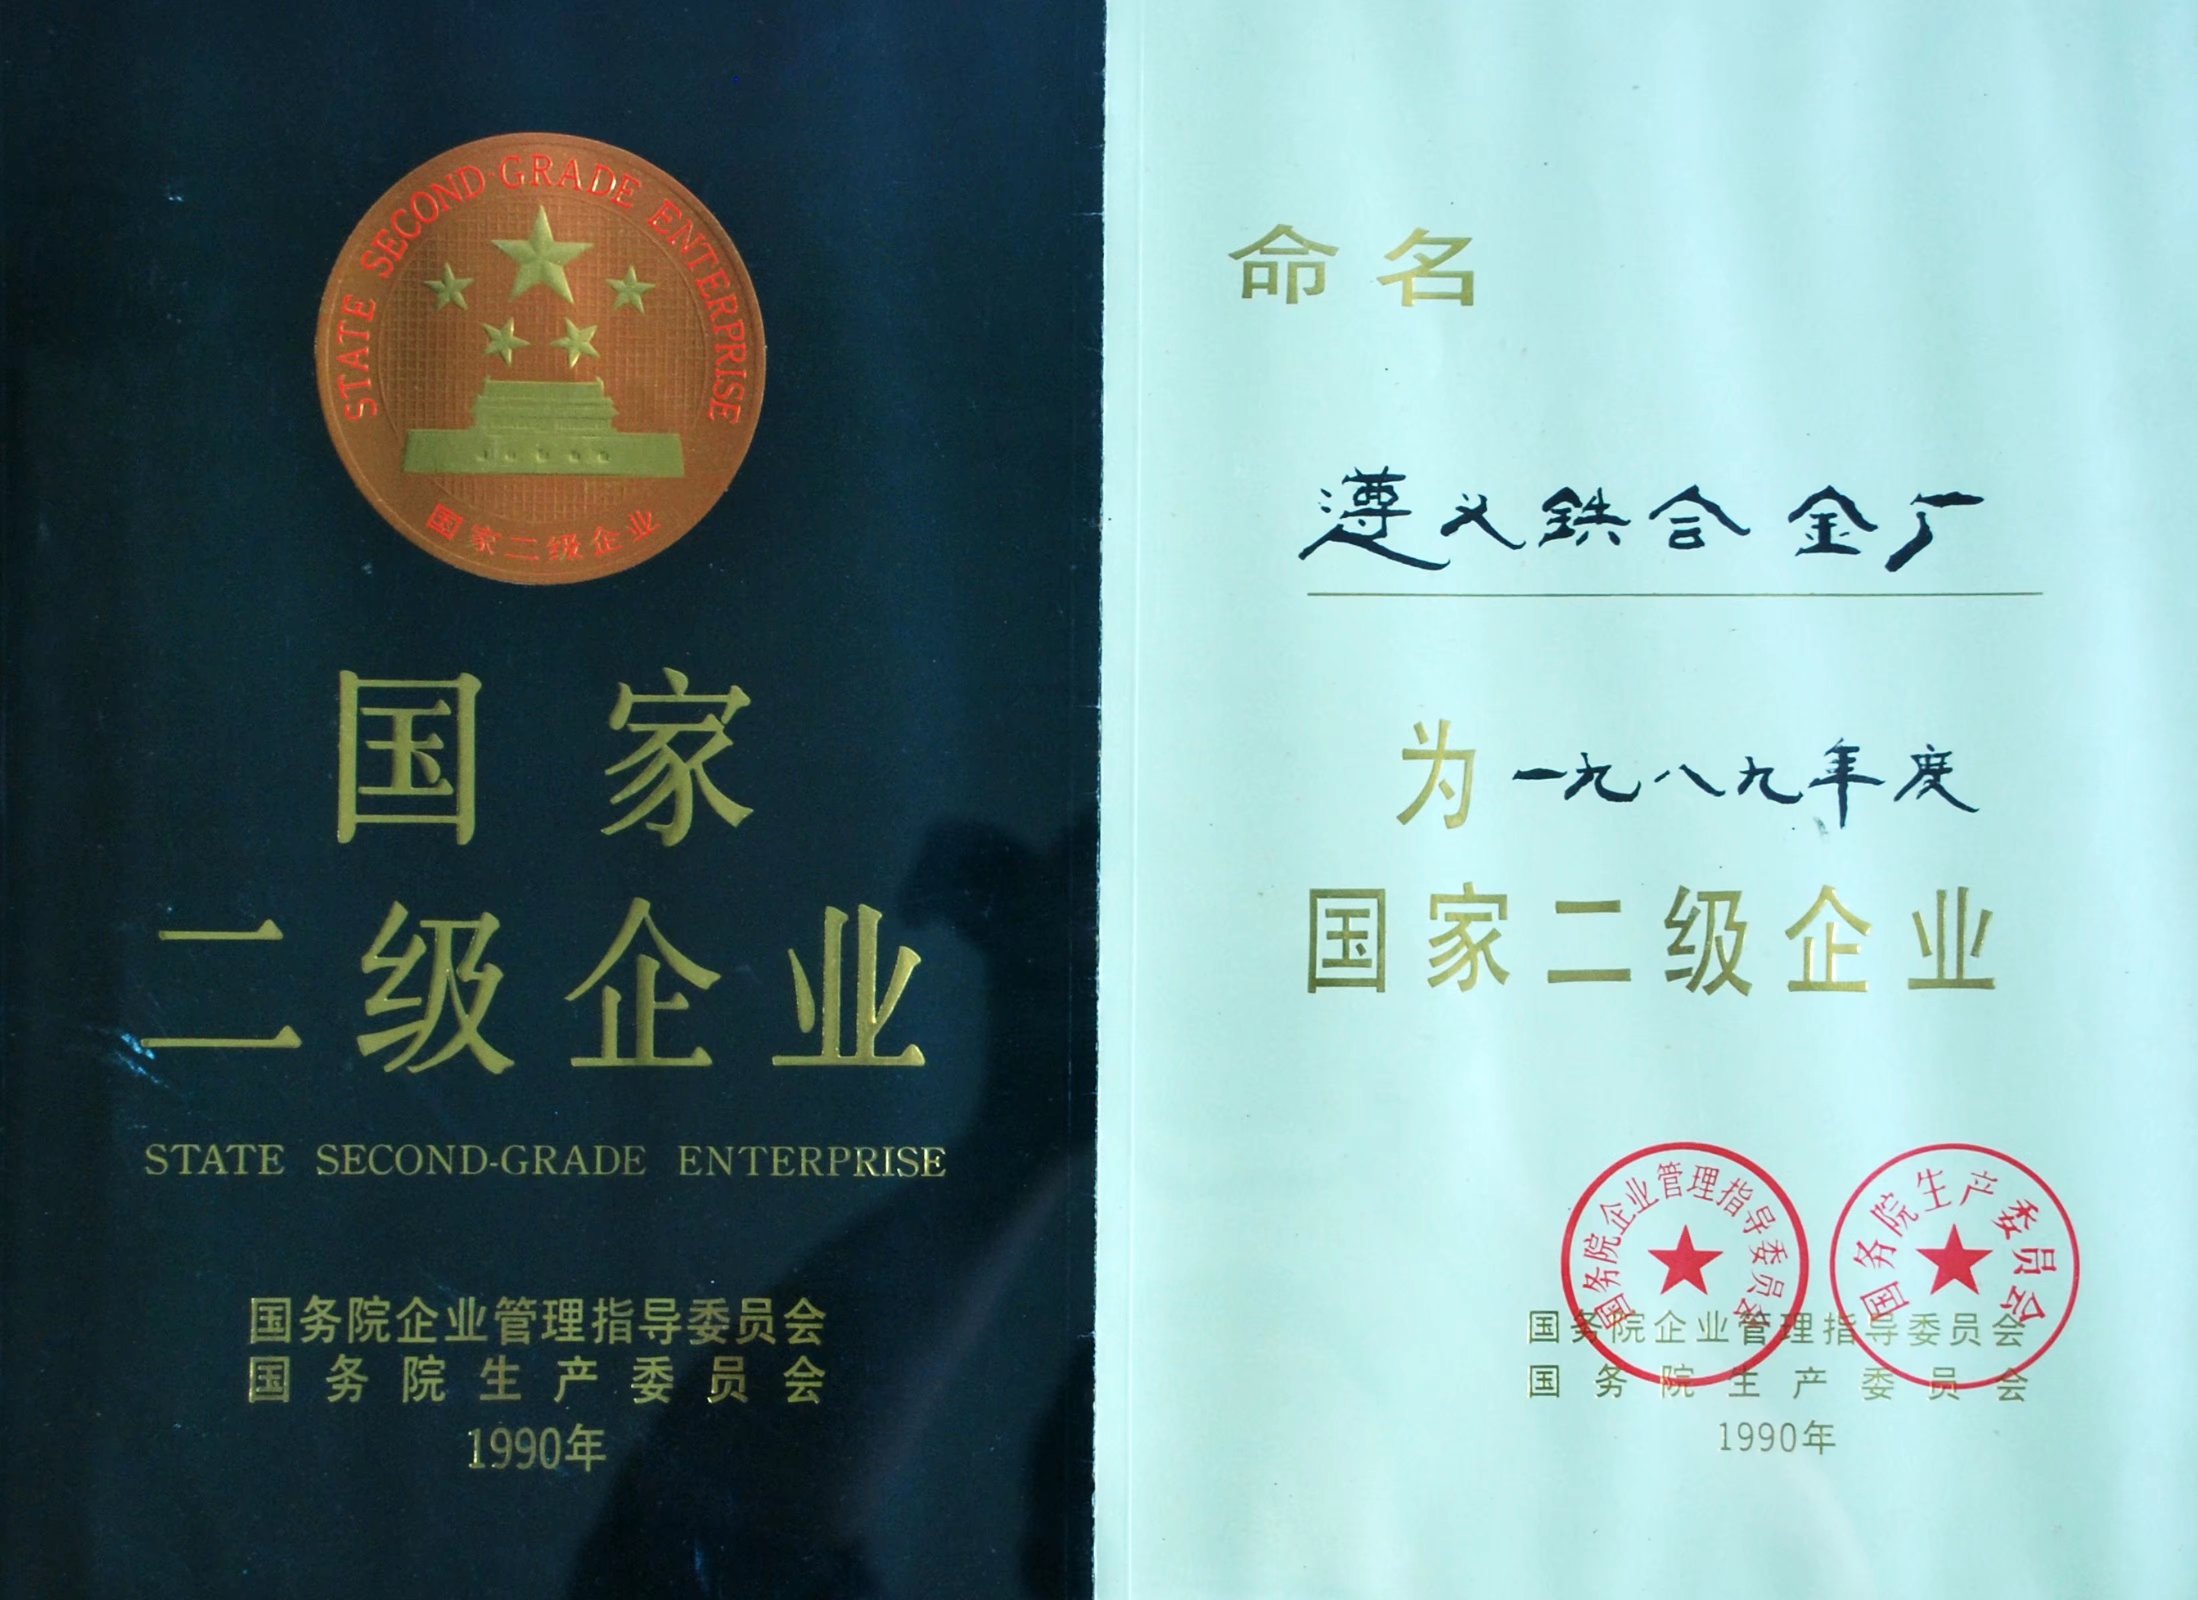 STATE SECOND-GRADE ENTERPRISE
国家二级企业
国家
二级企业
STATE SECOND-GRADE ENTERPRISE
国务院企业管理指导委员会
国务院生产委员会
1990年
命名
遵义铁合金厂
为一九八九年度
国家二级企业
国务院企业管理指导委员会
国务院生产委员会
国务院企业管理指导委员会
国务院生产委员会
1990年